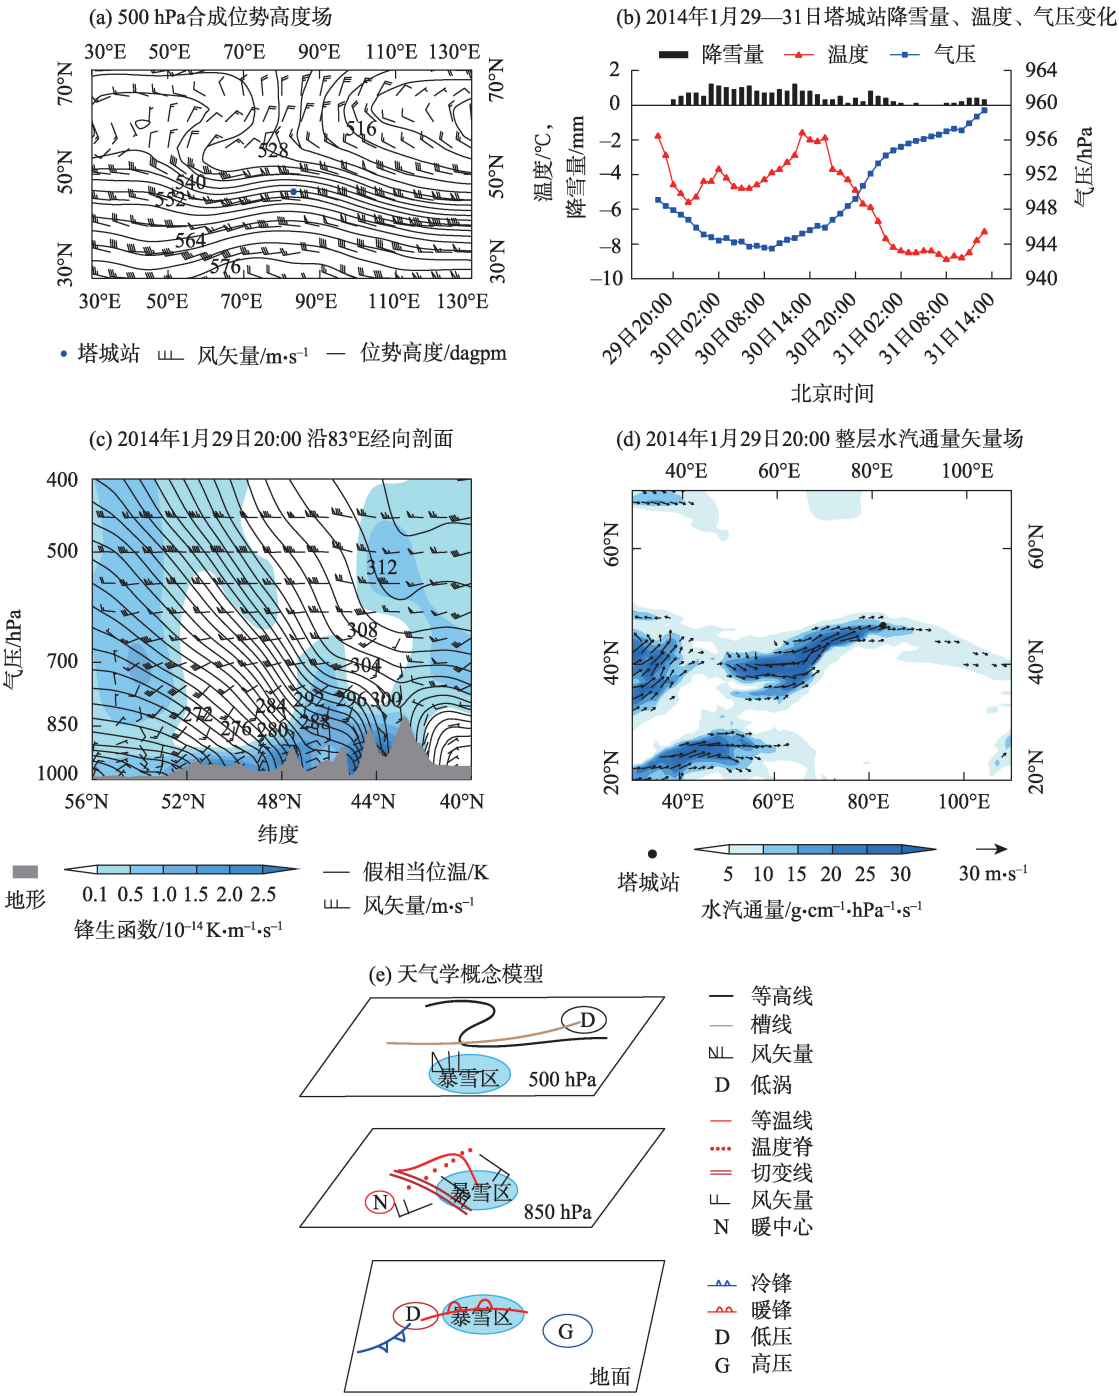 (a) 500 hPa合成位势高度场
30°E 50°E 70°E 90°E 110°E 130°E
70°N 70°N
50°N 50°N
30°N 30°N
516
528
540
552
564
576
30°E 50°E 70°E 90°E 110°E 130°E
塔城站 风矢量/m•s⁻¹ 位势高度/dagpm
(b) 2014年1月29—31日塔城站降雪量、温度、气压变化
降雪量 温度 气压
2 964
0 960
−2 956
−4 952
−6 948
−8 944
−10 940
温度/℃，
降雪量/mm
气压/hPa
29日20:00 30日02:00 30日08:00 30日14:00 30日20:00 31日02:00 31日08:00 31日14:00
北京时间
(c) 2014年1月29日20:00 沿83°E经向剖面
400
500
700
850
1000
气压/hPa
312
308
304
292 296 300
284
272 276 280 288
56°N 52°N 48°N 44°N 40°N
纬度
地形
0.1 1.0 1.5 2.0 2.5
锋生函数/10⁻¹⁴ K•m⁻¹•s⁻¹
假相当位温/K
风矢量/m•s⁻¹
(d) 2014年1月29日20:00 整层水汽通量矢量场
40°E 60°E 80°E 100°E
60°N 60°N
40°N 40°N
20°N 20°N
40°E 60°E 80°E 100°E
塔城站
5 10 15 20 25 30
水汽通量/g•cm⁻¹•hPa⁻¹•s⁻¹
30 m•s⁻¹
(e) 天气学概念模型
D
暴雪区
500 hPa
N
暴雪区
850 hPa
D
暴雪区
G
地面
等高线
槽线
风矢量
D 低涡
等温线
温度脊
切变线
风矢量
N 暖中心
冷锋
暖锋
D 低压
G 高压